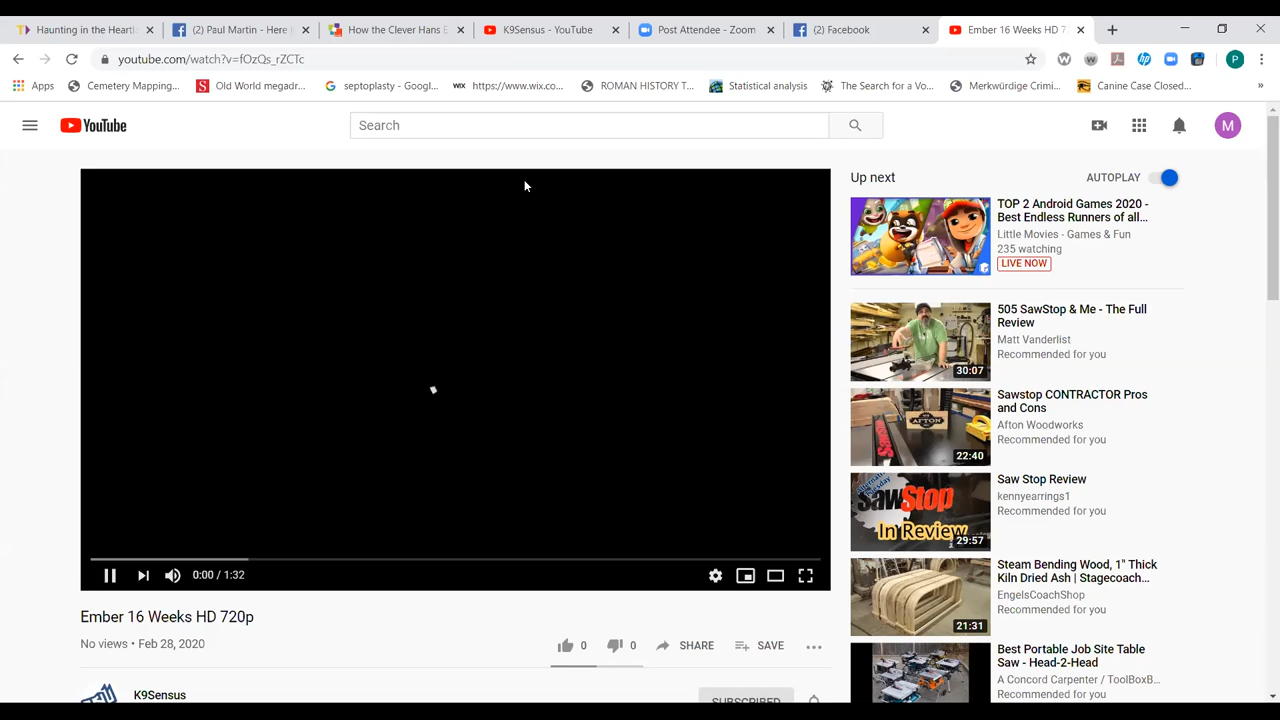 Haunting in the Heartl
(2) Paul Martin: Here
How the Clever Hans E
K9Sensus - YouTube
Post Attendee - Zoom
(2) Facebook
Ember 16 Weeks HD 7
youtube.com/watch?v=fOzQs_rZCTc
P
Apps
Cemetery Mapping...
Old World megadr...
septoplasty - Googl...
WIX https://www.wix.co...
ROMAN HISTORY T...
Statistical analysis
The Search for a Vo...
Merkwürdige Crimi...
Canine Case Closed...
»
YouTube
Search
M
Up next
AUTOPLAY
TOP 2 Android Games 2020 -
Best Endless Runners of all...
Little Movies - Games & Fun
235 watching
LIVE NOW
505 SawStop & Me - The Full
Review
Matt Vanderlist
Recommended for you
30:07
Sawstop CONTRACTOR Pros
and Cons
Afton Woodworks
Recommended for you
AFTON
22:40
Saw Stop Review
kennyearrings1
Recommended for you
SawStop
In Review
29:57
Steam Bending Wood, 1" Thick
Kiln Dried Ash | Stagecoach...
EngelsCoachShop
Recommended for you
21:31
Best Portable Job Site Table
Saw - Head-2-Head
A Concord Carpenter / ToolBoxB...
Recommended for you
0:00 / 1:32
Ember 16 Weeks HD 720p
No views • Feb 28, 2020
0
0
SHARE
SAVE
K9Sensus
SUBSCRIBED